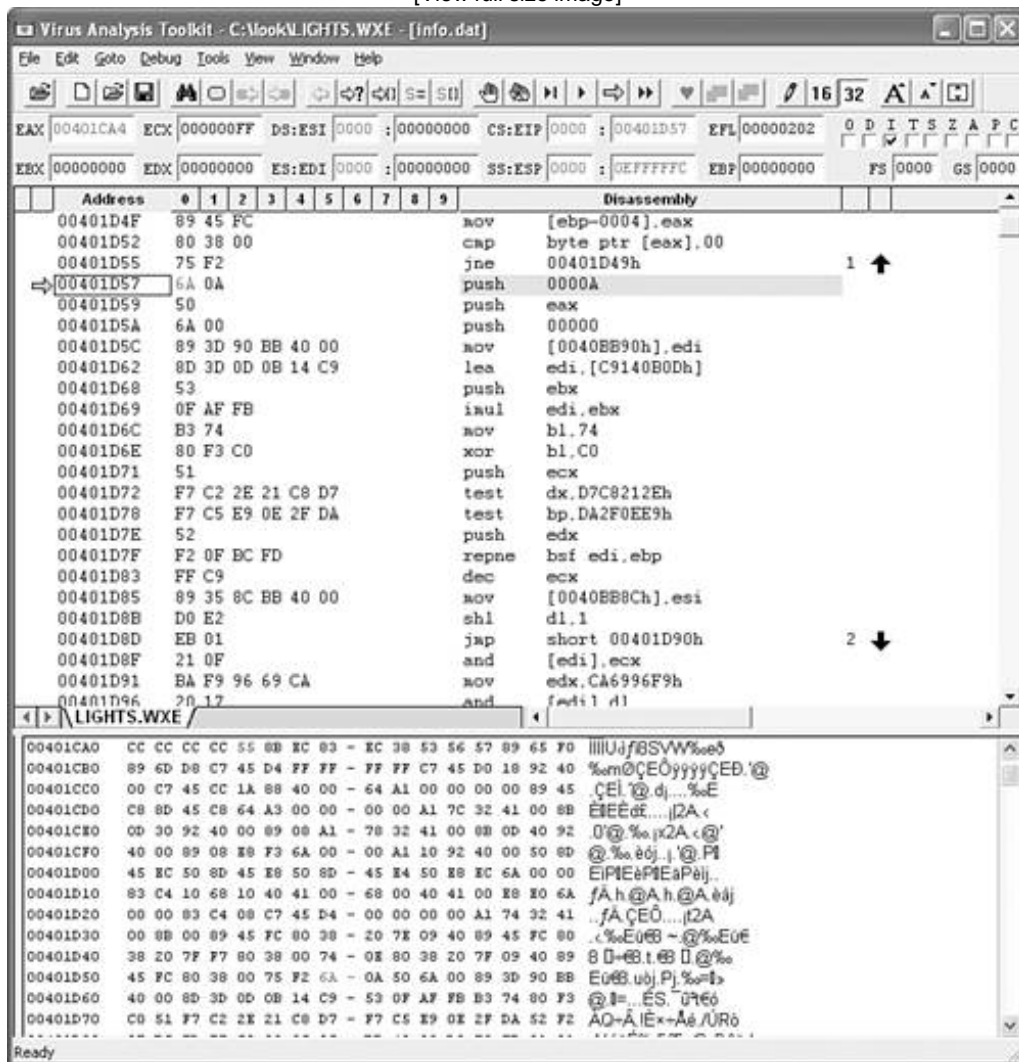 [View full size image]
Virus Analysis Toolkit - C:\look\LIGHTS.WXE - [info.dat]
File Edit Goto Debug Tools View Window Help
16 32 A A
EAX 00401CA4 ECX 000000FF DS:ESI 0000 : 00000000 CS:EIP 0000 : 00401D57 EFL 00000202 O D I T S Z A P C
EBX 00000000 EDX 00000000 ES:EDI 0000 : 00000000 SS:ESP 0000 : 0EFFFFFC EBP 00000000 FS 0000 GS 0000
Address 0 1 2 3 4 5 6 7 8 9 Disassembly
00401D4F 89 45 FC mov [ebp-0004],eax
00401D52 80 38 00 cmp byte ptr [eax],00
00401D55 75 F2 jne 00401D49h 1
00401D57 6A 0A push 0000A
00401D59 50 push eax
00401D5A 6A 00 push 00000
00401D5C 89 3D 90 BB 40 00 mov [0040BB90h],edi
00401D62 8D 3D 0D 0B 14 C9 lea edi,[C9140B0Dh]
00401D68 53 push ebx
00401D69 0F AF FB imul edi,ebx
00401D6C B3 74 mov bl,74
00401D6E 80 F3 C0 xor bl,C0
00401D71 51 push ecx
00401D72 F7 C2 2E 21 C8 D7 test dx,D7C8212Eh
00401D78 F7 C5 E9 0E 2F DA test bp,DA2F0EE9h
00401D7E 52 push edx
00401D7F F2 0F BC FD repne bsf edi,ebp
00401D83 FF C9 dec ecx
00401D85 89 35 8C BB 40 00 mov [0040BB8Ch],esi
00401D8B D0 E2 shl dl,1
00401D8D EB 01 jmp short 00401D90h 2
00401D8F 21 0F and [edi],ecx
00401D91 BA F9 96 69 CA mov edx,CA6996F9h
00401D96 20 17 and [edi],dl
LIGHTS.WXE
00401CA0 CC CC CC CC 55 8B EC 83 - EC 38 53 56 57 89 65 F0
00401CB0 89 6D D8 C7 45 D4 FF FF - FF FF C7 45 D0 18 92 40
00401CC0 00 C7 45 CC 1A 88 40 00 - 64 A1 00 00 00 00 89 45
00401CD0 C8 8D 45 C8 64 A3 00 00 - 00 00 A1 7C 32 41 00 8B
00401CE0 0D 30 92 40 00 89 08 A1 - 78 32 41 00 8B 0D 40 92
00401CF0 40 00 89 08 E8 F3 6A 00 - 00 A1 10 92 40 00 50 8D
00401D00 45 EC 50 8D 45 E8 50 8D - 45 E4 50 E8 EC 6A 00 00
00401D10 83 C4 10 68 10 40 41 00 - 68 00 40 41 00 E8 E0 6A
00401D20 00 00 83 C4 08 C7 45 D4 - 00 00 00 00 A1 74 32 41
00401D30 00 8B 00 89 45 FC 80 38 - 20 7E 09 40 89 45 FC 80
00401D40 38 20 7F F7 80 38 00 74 - 0E 80 38 20 7F 09 40 89
00401D50 45 FC 80 38 00 75 F2 6A - 0A 50 6A 00 89 3D 90 BB
00401D60 40 00 8D 3D 0D 0B 14 C9 - 53 0F AF FB B3 74 80 F3
00401D70 C0 51 F7 C2 2E 21 C8 D7 - F7 C5 E9 0E 2F DA 52 F2
Ready